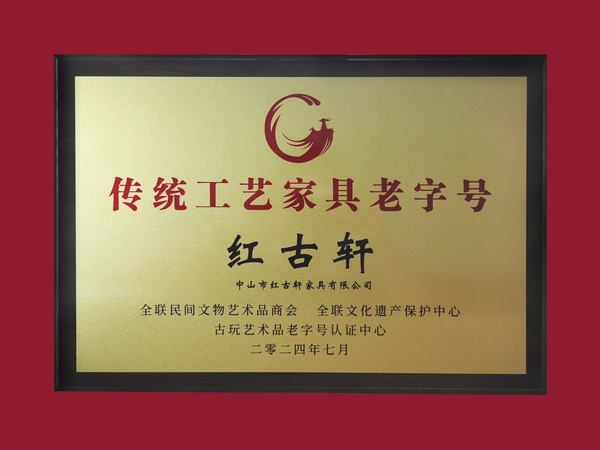 传统工艺家具老字号
红古轩
中山市红古轩家具有限公司
全联民间文物艺术品商会 全联文化遗产保护中心
古玩艺术品老字号认证中心
二零二四年七月